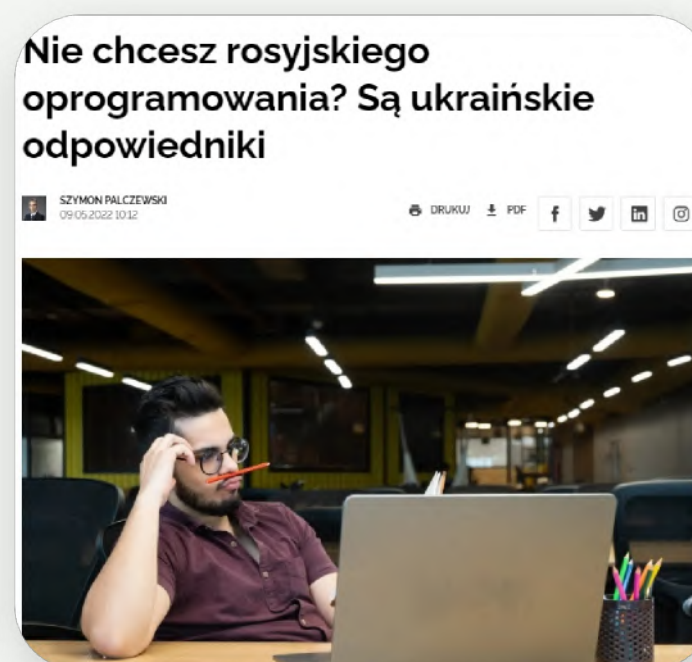 Nie chcesz rosyjskiego
oprogramowania? Są ukraińskie
odpowiedniki
SZYMON PALCZEWSKI
09.05.2022 10:12
DRUKUJ PDF